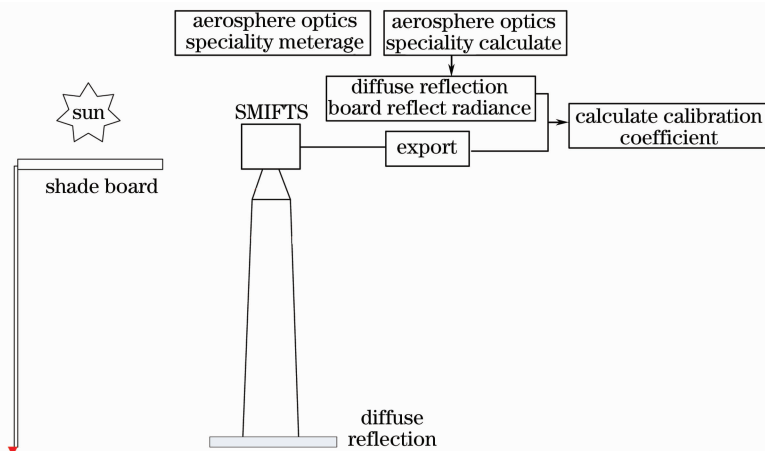 aerosphere optics
speciality meterage
aerosphere optics
speciality calculate
diffuse reflection
board reflect radiance
sun
SMIFTS
export
calculate calibration
coefficient
shade board
diffuse
reflection